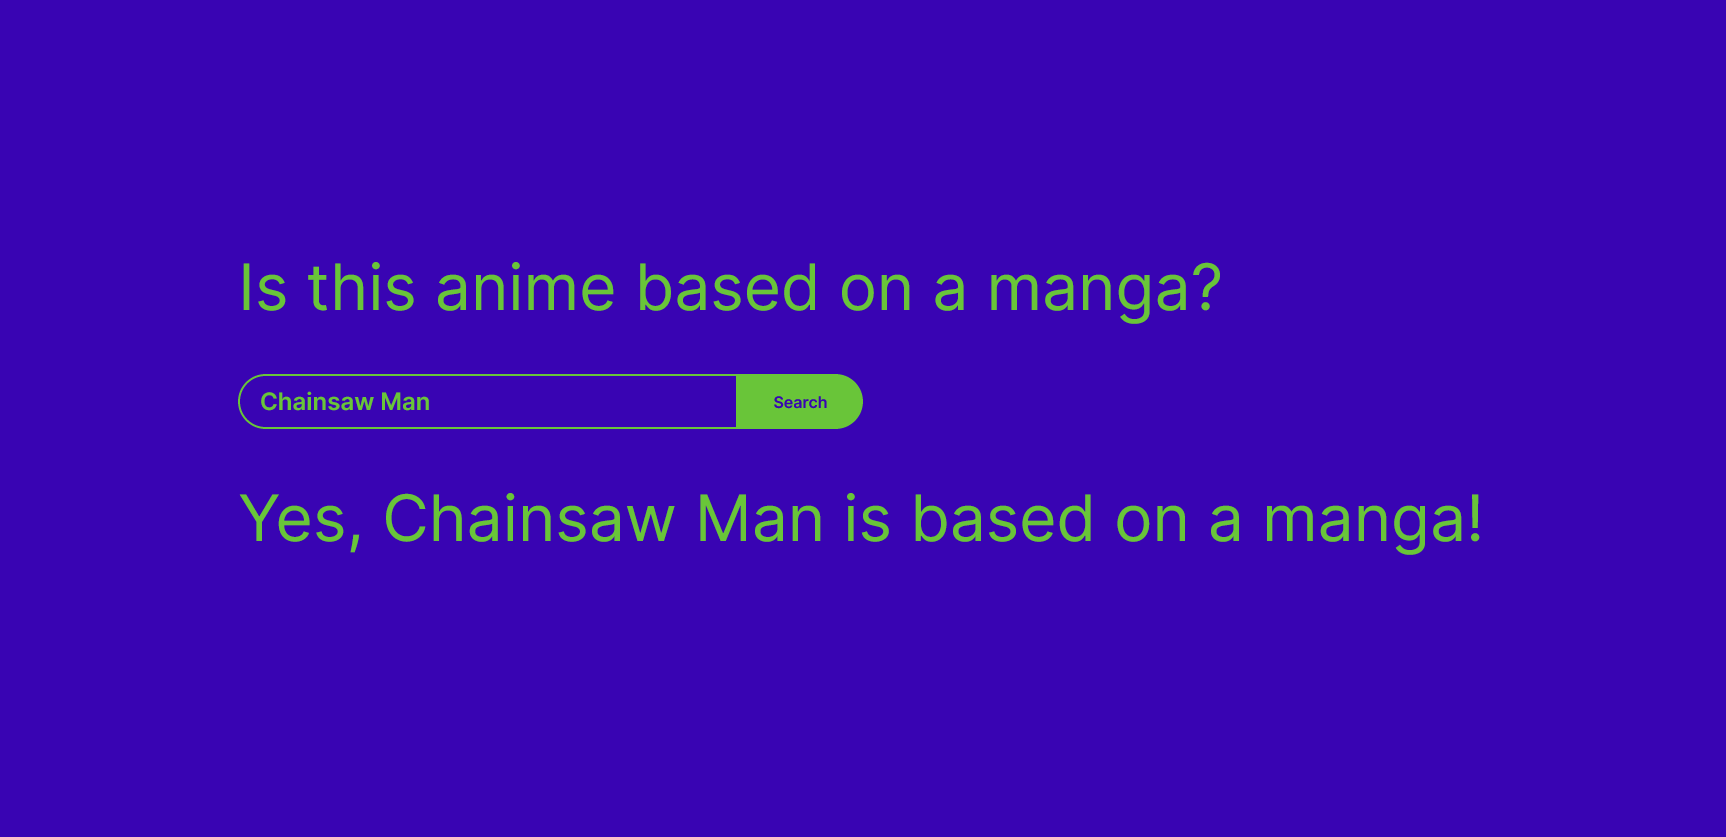 Is this anime based on a manga?
Chainsaw Man
Search
Yes, Chainsaw Man is based on a manga!